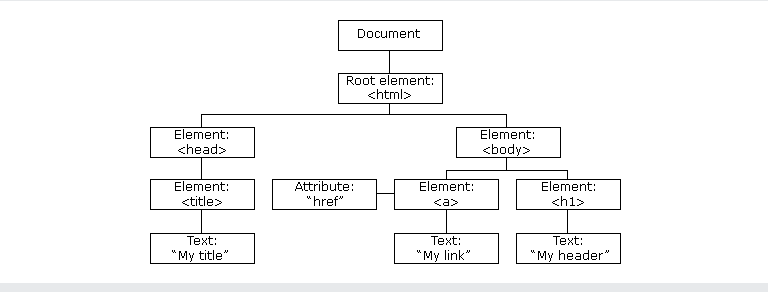 Document
Root element:
<html>
Element:
<head>
Element:
<body>
Element:
<title>
Attribute:
“href”
Element:
<a>
Element:
<h1>
Text:
“My title”
Text:
“My link”
Text:
“My header”